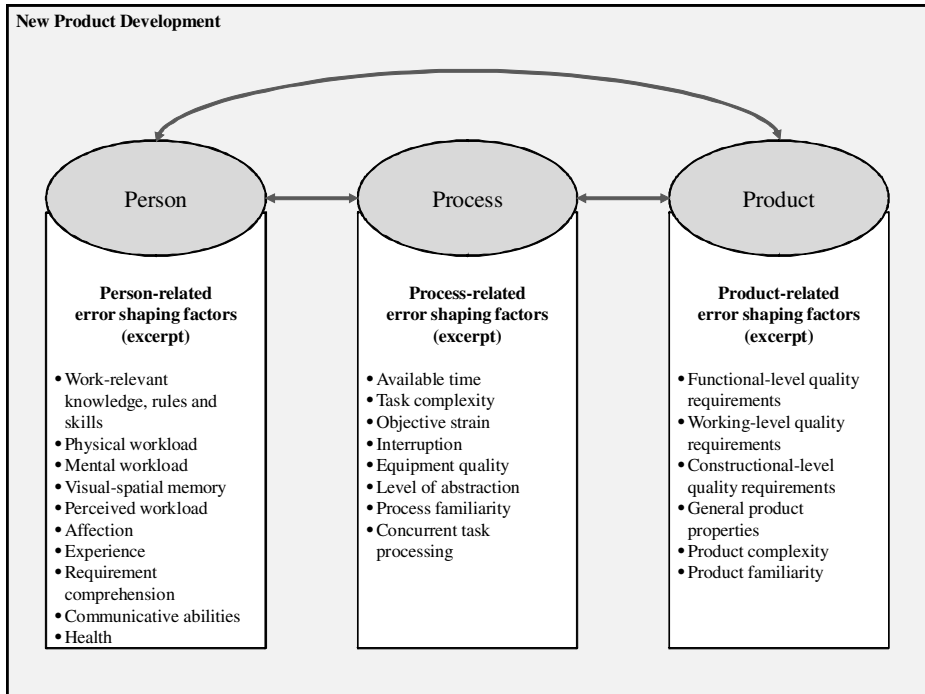 New Product Development
Person
Process
Product
Person-related
error shaping factors
(excerpt)
• Work-relevant
knowledge, rules and
skills
• Physical workload
• Mental workload
• Visual-spatial memory
• Perceived workload
• Affection
• Experience
• Requirement
comprehension
• Communicative abilities
• Health
Process-related
error shaping factors
(excerpt)
• Available time
• Task complexity
• Objective strain
• Interruption
• Equipment quality
• Level of abstraction
• Process familiarity
• Concurrent task
processing
Product-related
error shaping factors
(excerpt)
• Functional-level quality
requirements
• Working-level quality
requirements
• Constructional-level
quality requirements
• General product
properties
• Product complexity
• Product familiarity